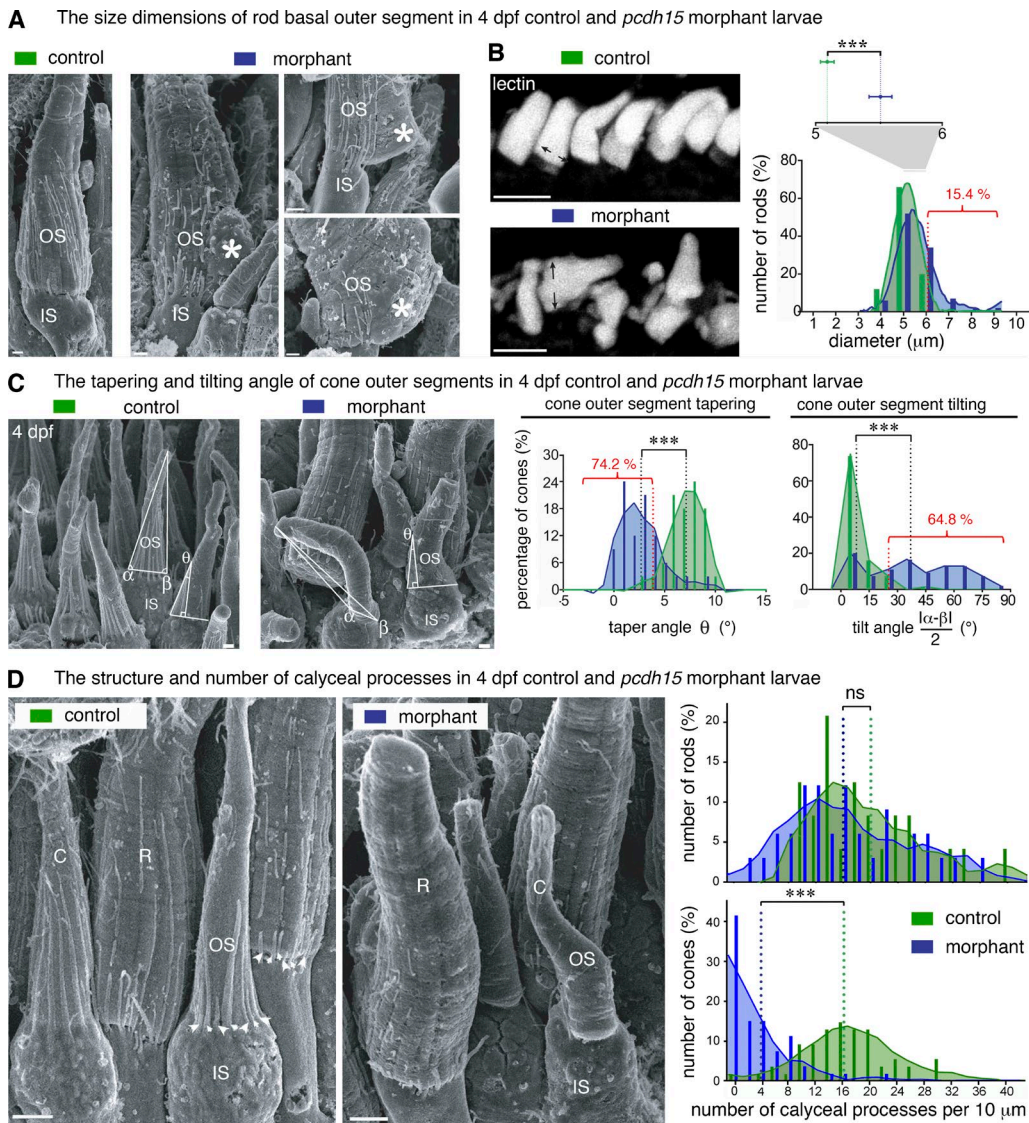 A The size dimensions of rod basal outer segment in 4 dpf control and pcdh15 morphant larvae
control
morphant
OS
IS
OS
*
IS
OS
*
IS
OS
*
B
control
lectin
morphant
***
5 6
number of rods (%)
80
60
40
20
0
15.4 %
1 2 3 4 5 6 7 8 9 10
diameter (μm)
C The tapering and tilting angle of cone outer segments in 4 dpf control and pcdh15 morphant larvae
control
morphant
4 dpf
OS
α β
θ
IS
θ
OS
α β
IS
cone outer segment tapering
percentage of cones (%)
30
24
18
12
6
0
74.2 %
***
-5 0 5 10 15
taper angle θ (°)
cone outer segment tilting
80
60
40
20
0
***
64.8 %
0 15 30 45 60 75 90
tilt angle |α-β|/2 (°)
D The structure and number of calyceal processes in 4 dpf control and pcdh15 morphant larvae
control
C
R
OS
IS
morphant
R
C
OS
IS
number of rods (%)
20
15
10
5
0
ns
number of cones (%)
40
30
20
10
0
***
control
morphant
0 4 8 12 16 20 24 28 32 36 40
number of calyceal processes per 10 μm